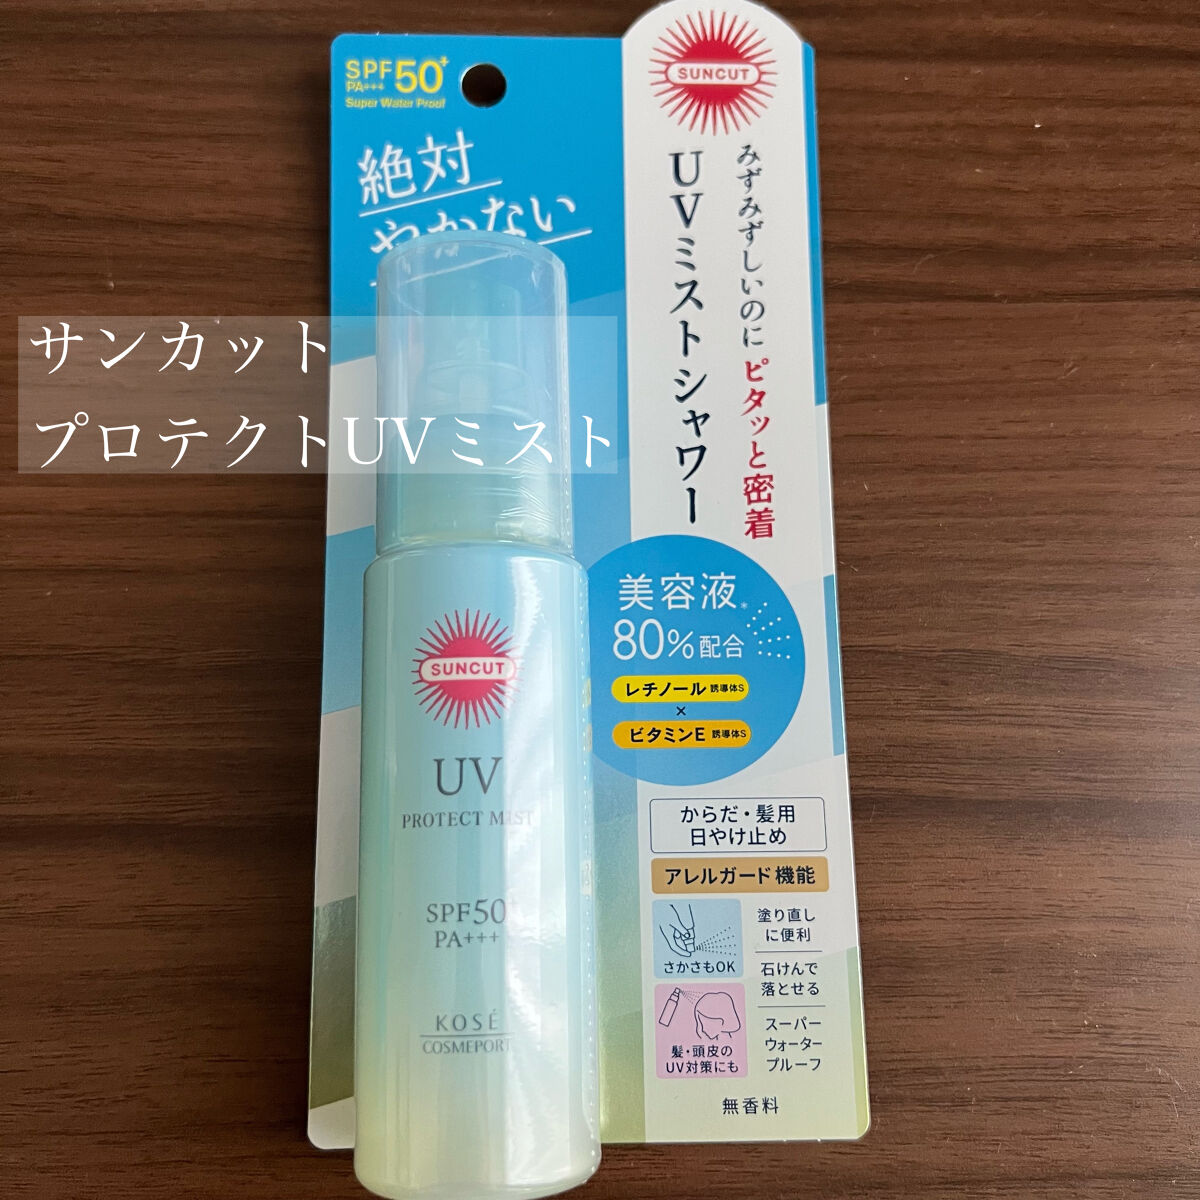 SPF50+
PA+++
Super Water Proof
絶対
やかない
SUNCUT
みずみずしいのにピタッと密着
UVミストシャワー
サンカット
プロテクトUVミスト
美容液*
80%配合
レチノール誘導体S
×
ビタミンE誘導体S
からだ・髪用
日やけ止め
アレルガード機能
さかさもOK
髪・頭皮の
UV対策にも
塗り直し
に便利
石けんで
落とせる
スーパー
ウォーター
プルーフ
無香料
SUNCUT
UV
PROTECT MIST
SPF50+
PA+++
KOSÉ
COSMEPORT